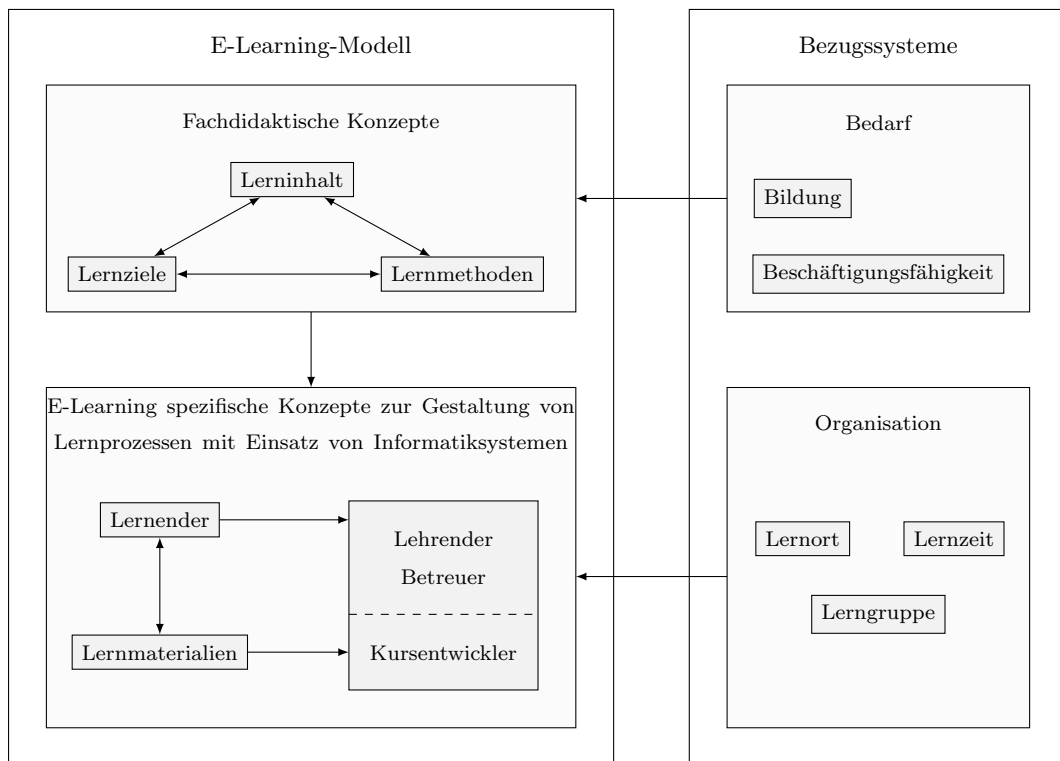 E-Learning-Modell
Fachdidaktische Konzepte
Lerninhalt
Lernziele
Lernmethoden
E-Learning spezifische Konzepte zur Gestaltung von
Lernprozessen mit Einsatz von Informatiksystemen
Lernender
Lehrender
Betreuer
Lernmaterialien
Kursentwickler
Bezugssysteme
Bedarf
Bildung
Beschäftigungsfähigkeit
Organisation
Lernort
Lernzeit
Lerngruppe